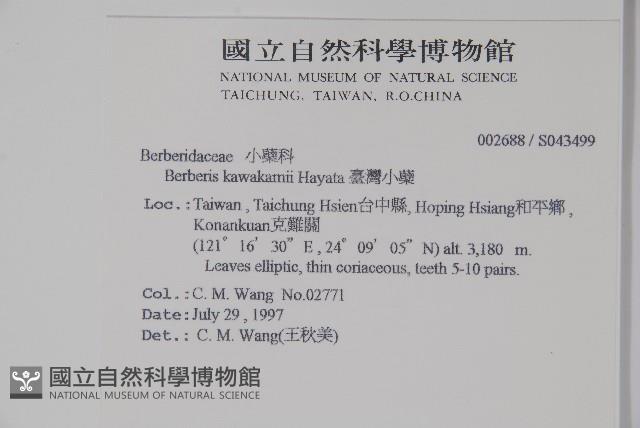 國立自然科學博物館
NATIONAL MUSEUM OF NATURAL SCIENCE
TAICHUNG, TAIWAN, R.O.CHINA
002688 / S043499
Berberidaceae 小蘗科
Berberis kawakamii Hayata 臺灣小蘗
Loc.: Taiwan , Taichung Hsien台中縣, Hoping Hsiang和平鄉 ,
Konankuan克難關
(121° 16′ 30” E , 24° 09′ 05” N) alt. 3,180 m.
Leaves elliptic, thin coriaceous, teeth 5-10 pairs.
Col.: C. M. Wang No.02771
Date: July 29 , 1997
Det.: C. M. Wang(王秋美)
國立自然科學博物館
NATIONAL MUSEUM OF NATURAL SCIENCE